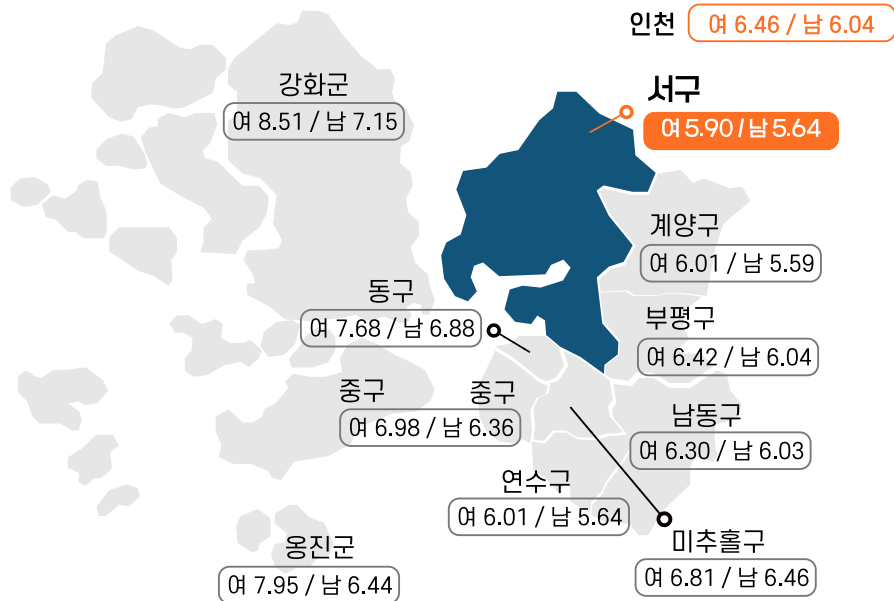 인천 여 6.46 / 남 6.04
서구
여 5.90 / 남 5.64
강화군
여 8.51 / 남 7.15
계양구
여 6.01 / 남 5.59
동구
여 7.68 / 남 6.88
부평구
여 6.42 / 남 6.04
중구 중구
여 6.98 / 남 6.36
남동구
여 6.30 / 남 6.03
연수구
여 6.01 / 남 5.64
옹진군
여 7.95 / 남 6.44
미추홀구
여 6.81 / 남 6.46